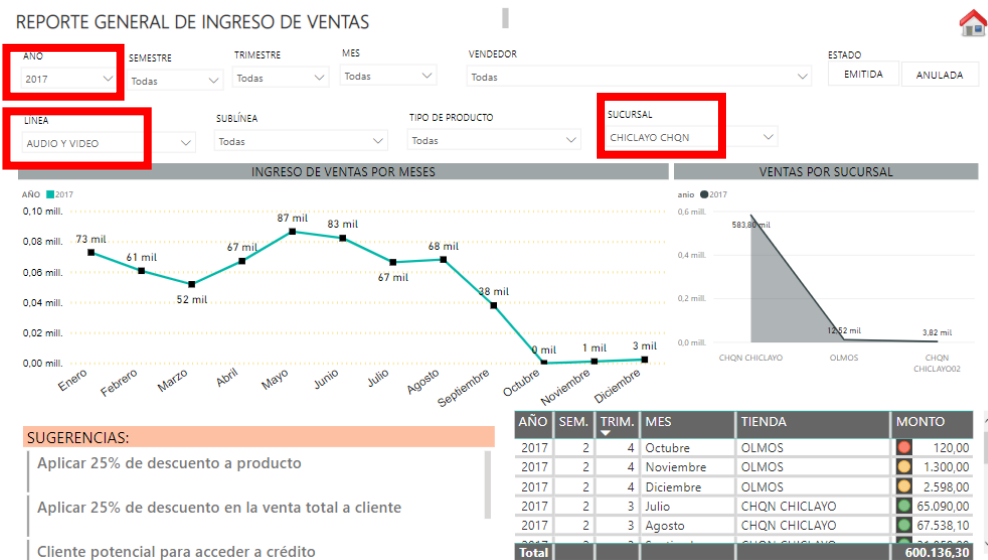 REPORTE GENERAL DE INGRESO DE VENTAS
AÑO
SEMESTRE
TRIMESTRE
MES
VENDEDOR
ESTADO
2017
Todas
Todas
Todas
Todas
EMITIDA
ANULADA
LINEA
SUBLÍNEA
TIPO DE PRODUCTO
SUCURSAL
AUDIO Y VIDEO
Todas
Todas
CHICLAYO CHQN
INGRESO DE VENTAS POR MESES
AÑO 2017
0,10 mill.
0,08 mill.
0,06 mill.
0,04 mill.
0,02 mill.
0,00 mill.
73 mil
61 mil
52 mil
67 mil
87 mil
83 mil
67 mil
68 mil
38 mil
0 mil
1 mil
3 mil
Enero
Febrero
Marzo
Abril
Mayo
Junio
Julio
Agosto
Septiembre
Octubre
Noviembre
Diciembre
VENTAS POR SUCURSAL
anio 2017
0,6 mill.
0,4 mill.
0,2 mill.
0,0 mill.
583,80 mil
12,52 mil
3,82 mil
CHQN CHICLAYO
OLMOS
CHQN
CHICLAYO02
SUGERENCIAS:
Aplicar 25% de descuento a producto
Aplicar 25% de descuento en la venta total a cliente
Cliente potencial para acceder a crédito
AÑO SEM. TRIM. MES TIENDA MONTO
2017 2 4 Octubre OLMOS 120,00
2017 2 4 Noviembre OLMOS 1.300,00
2017 2 4 Diciembre OLMOS 2.598,00
2017 2 3 Julio CHQN CHICLAYO 65.090,00
2017 2 3 Agosto CHQN CHICLAYO 67.538,10
Total 600.136,30